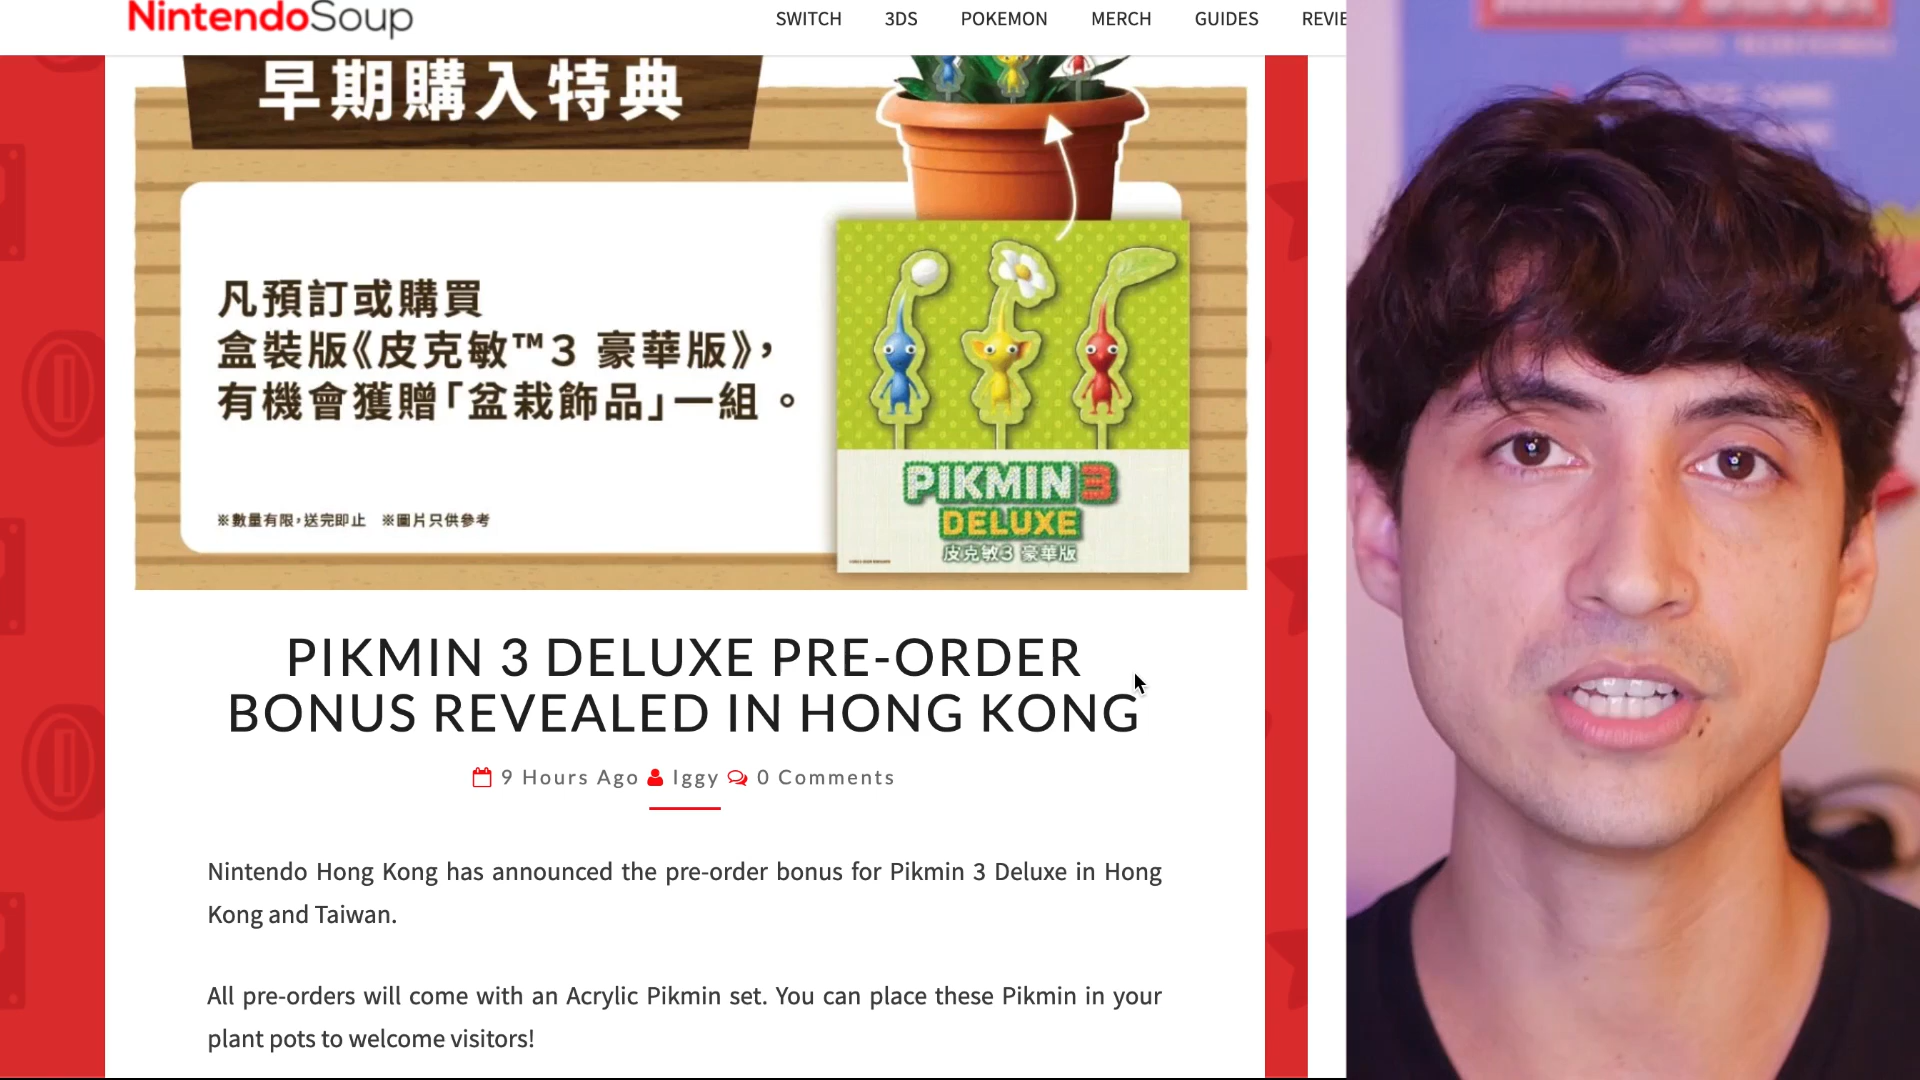 NintendoSoup
SWITCH 3DS POKEMON MERCH GUIDES REVIE
早期購入特典
凡預訂或購買
盒裝版《皮克敏™3 豪華版》,
有機會獲贈「盆栽飾品」一組。
※數量有限,送完即止 ※圖片只供參考
PIKMIN 3
DELUXE
皮克敏3 豪華版
PIKMIN 3 DELUXE PRE-ORDER
BONUS REVEALED IN HONG KONG
9 Hours Ago Iggy 0 Comments
Nintendo Hong Kong has announced the pre-order bonus for Pikmin 3 Deluxe in Hong
Kong and Taiwan.
All pre-orders will come with an Acrylic Pikmin set. You can place these Pikmin in your
plant pots to welcome visitors!